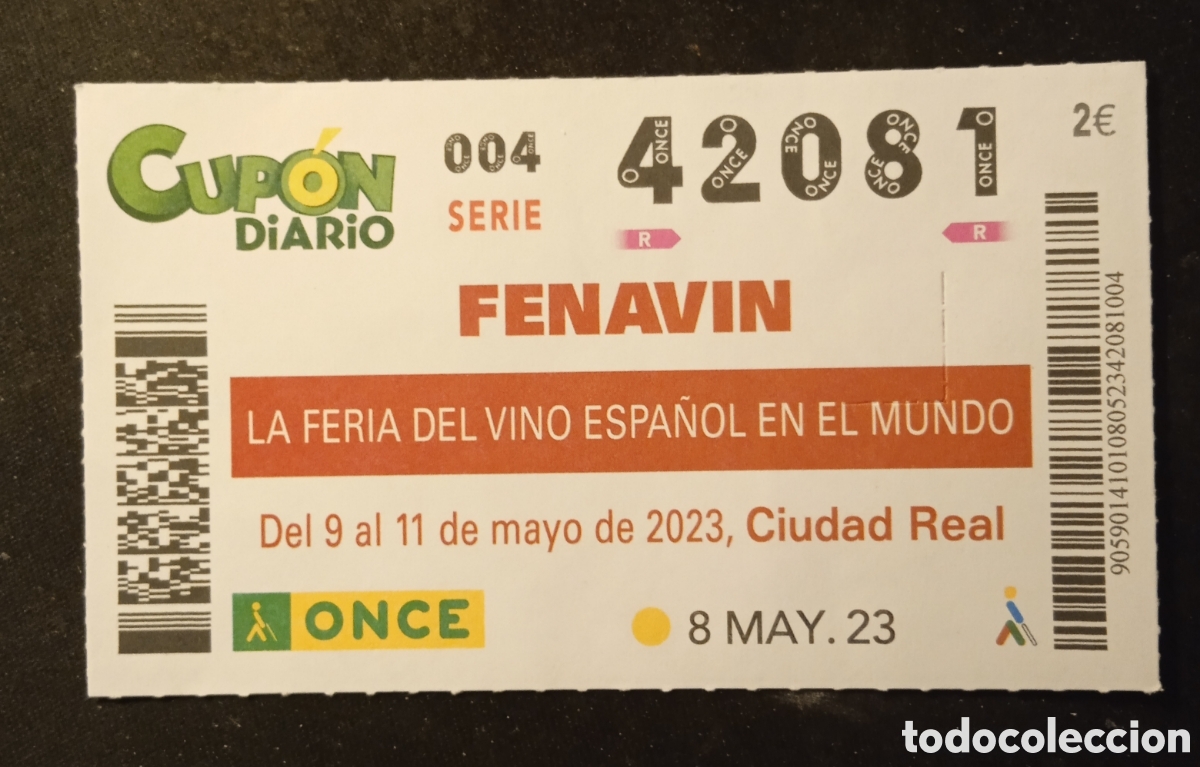 CUPÓN
DiARiO
004
SERIE
42081
2€
R R
FENAVIN
LA FERIA DEL VINO ESPAÑOL EN EL MUNDO
Del 9 al 11 de mayo de 2023, Ciudad Real
ONCE
8 MAY. 23
905901410108052342081004
todocoleccion